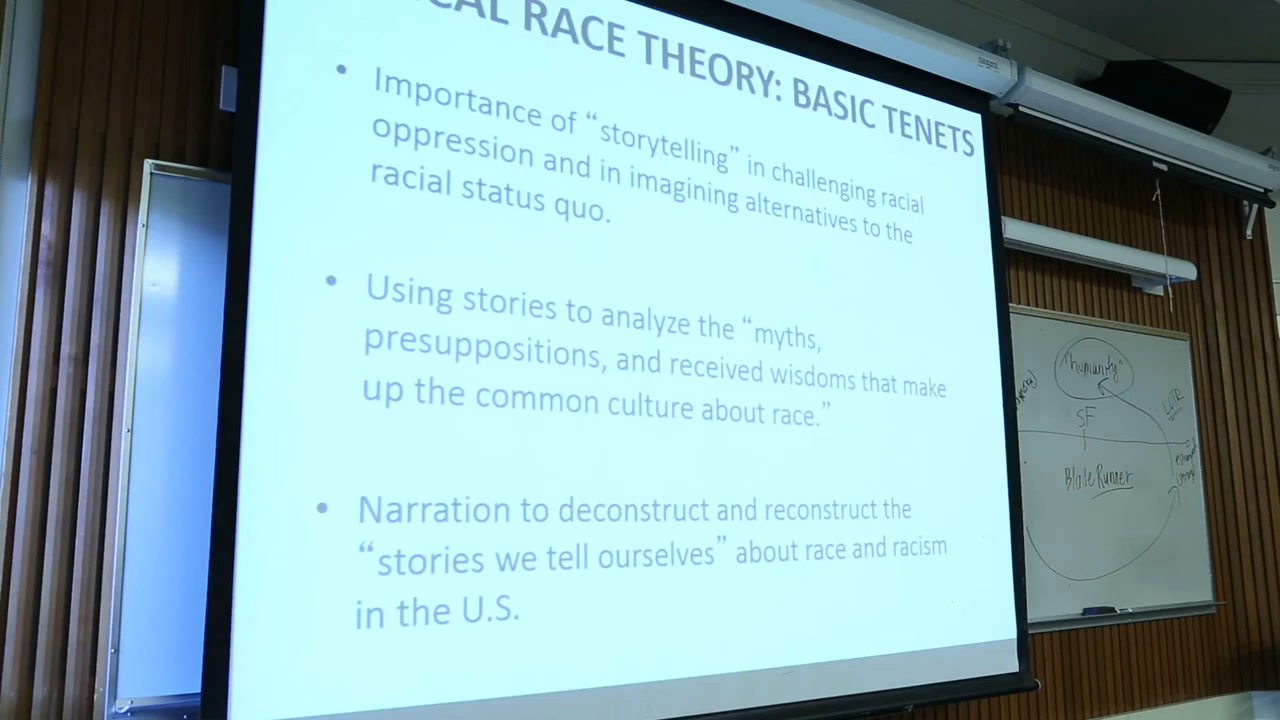 CAL RACE THEORY: BASIC TENETS
• Importance of “storytelling” in challenging racial
oppression and in imagining alternatives to the
racial status quo.
• Using stories to analyze the “myths,
presuppositions, and received wisdoms that make
up the common culture about race.”
• Narration to deconstruct and reconstruct the
“stories we tell ourselves” about race and racism
in the U.S.
"humanity"
LOTR
SF
Blade Runner